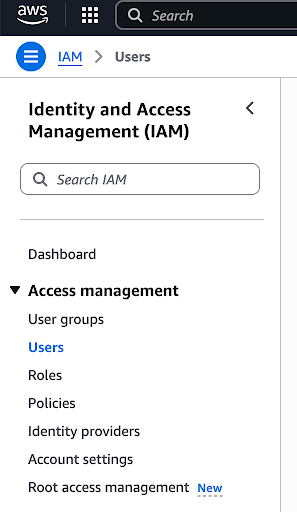 aws
Search
IAM > Users
Identity and Access
Management (IAM)
Search IAM
Dashboard
Access management
User groups
Users
Roles
Policies
Identity providers
Account settings
Root access management New